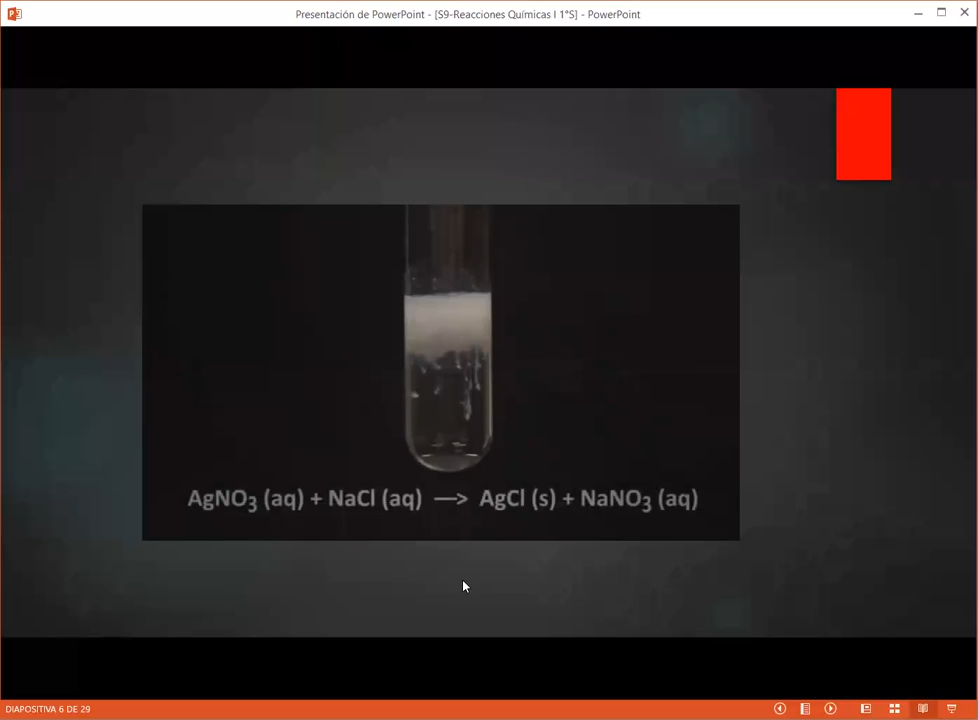 Presentación de PowerPoint - [S9-Reacciones Químicas I 1°S] - PowerPoint
AgNO₃ (aq) + NaCl (aq) —> AgCl (s) + NaNO₃ (aq)
DIAPOSITIVA 6 DE 29